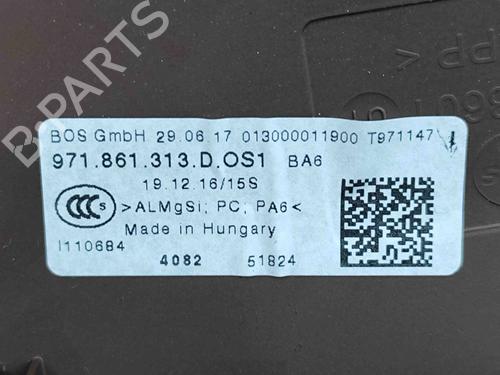 BOS GmbH 29.06 17 013000011900 T971147
971.861.313.D.OS1 BA6
19.12.16/15S
CCC S
>ALMgSi; PC, PA6<
Made in Hungary
I110684
4082 51824
B-PARTS